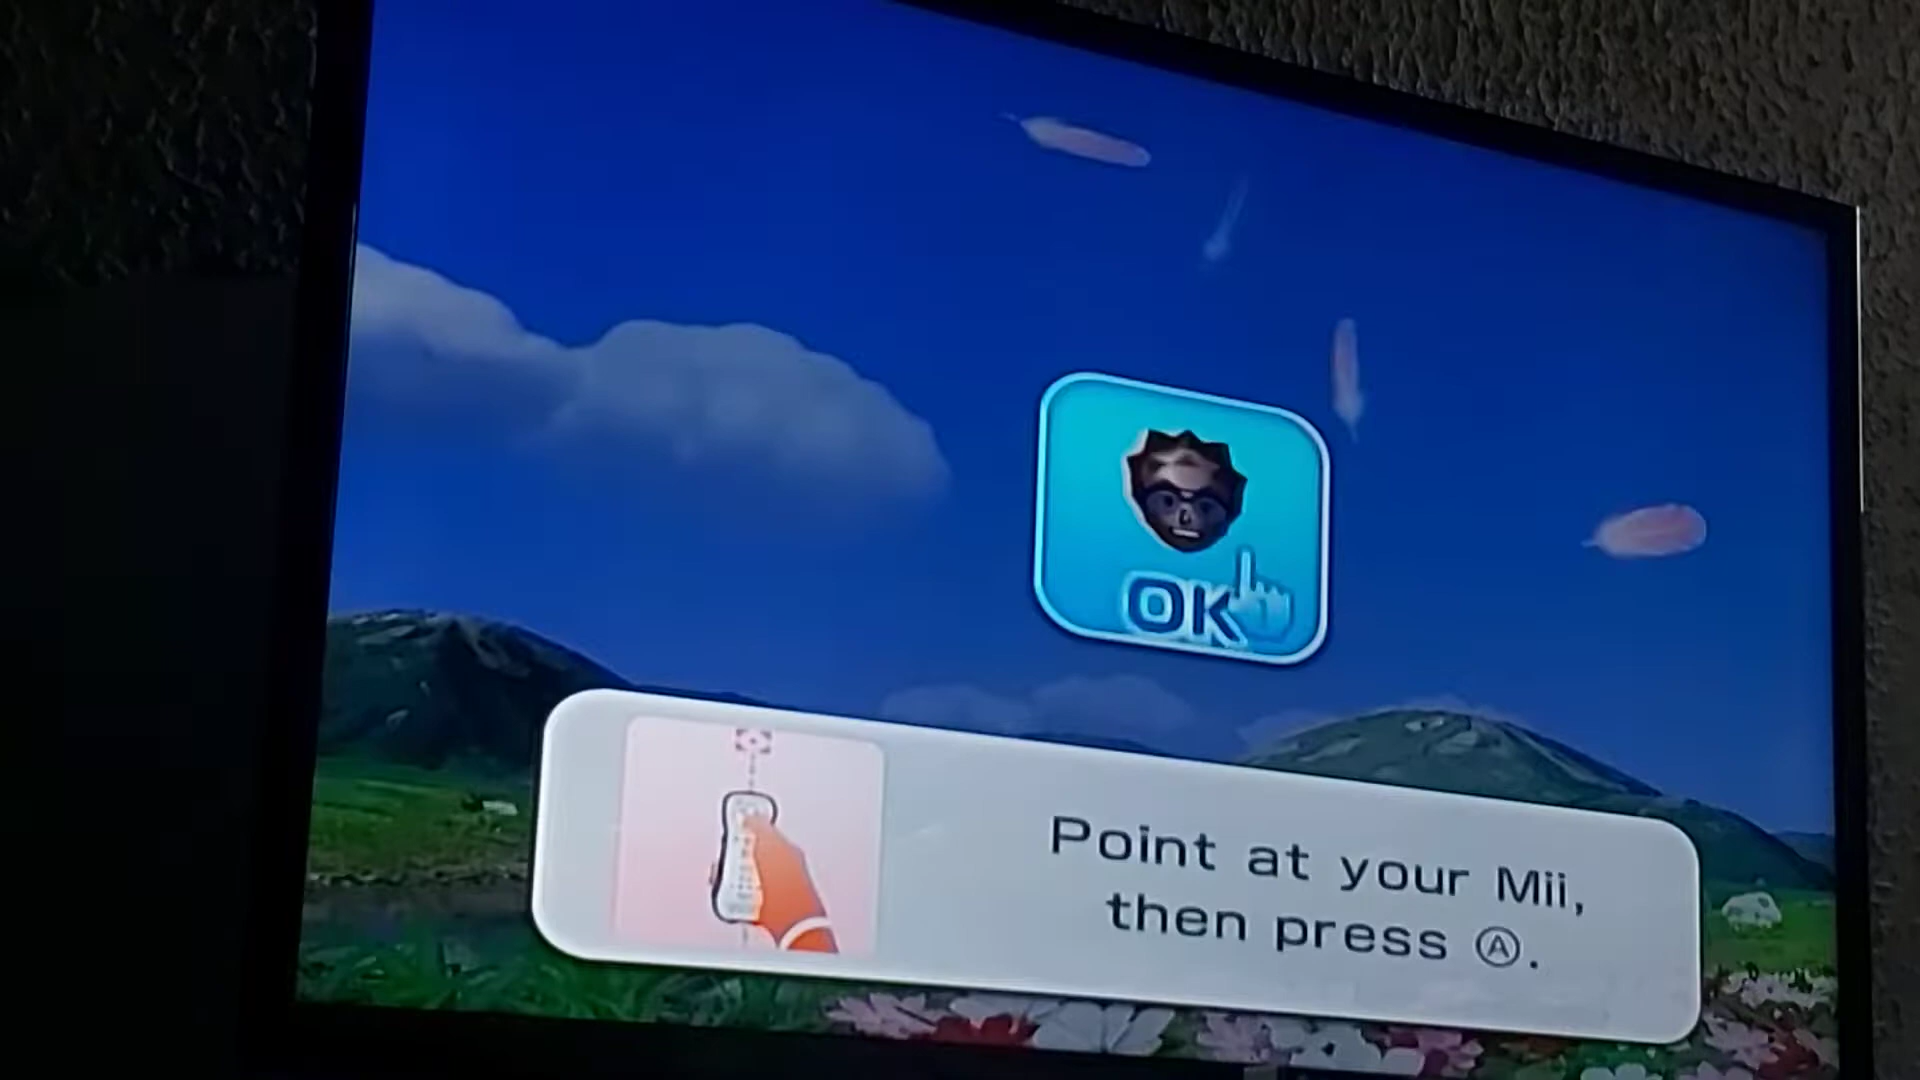 OK
Point at your Mii,
then press Ⓐ.